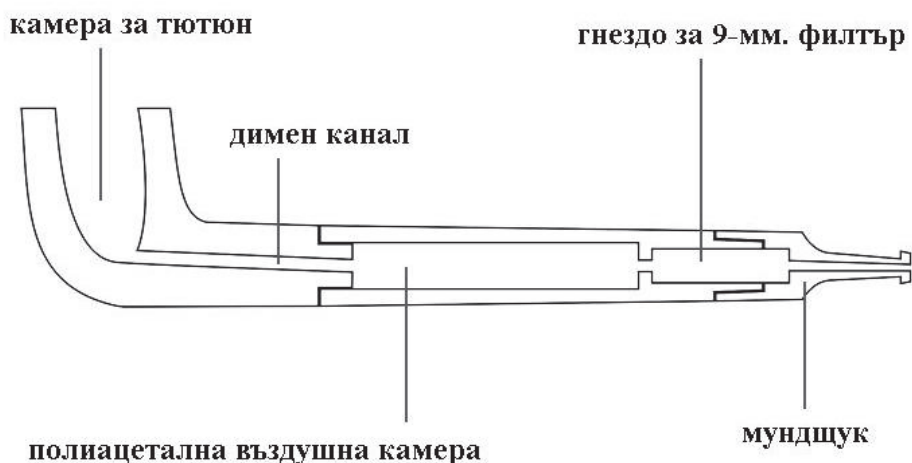 камера за тютюн
гнездо за 9-мм. филтър
димен канал
полиацетална въздушна камера
мундщук